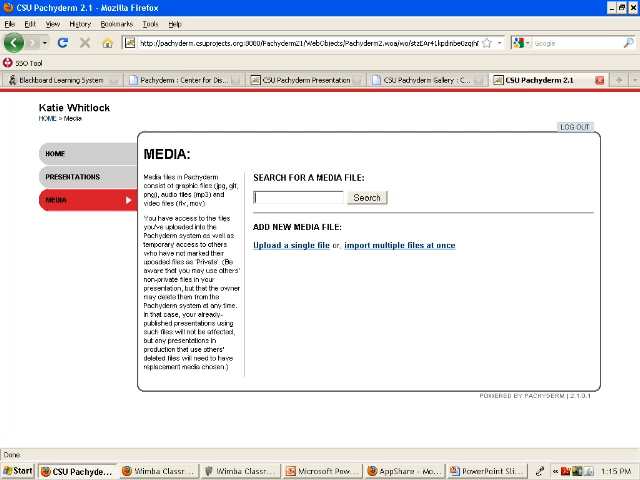 CSU Pachyderm 2.1 - Mozilla Firefox
File Edit View History Bookmarks Tools Help
Google
SSO Tool
Blackboard Learning System
Pachyderm : Center for Dis...
CSU Pachyderm Presentation
CSU Pachyderm Gallery : C...
CSU Pachyderm 2.1
Katie Whitlock
HOME > Media
LOG OUT
HOME
PRESENTATIONS
MEDIA
MEDIA:
Media files in Pachyderm
consist of graphic files (jpg, gif,
png), audio files (mp3) and
video files (flv, mov.)
You have access to the files
you've uploaded into the
Pachyderm system as well as
temporary access to others
who have not marked their
uploaded files as 'Private'. (Be
aware that you may use others'
non-private files in your
presentation, but that the owner
may delete them from the
Pachyderm system at any time.
In that case, your already-
published presentations using
such files will not be affected,
but any presentations in
production that use others'
deleted files will need to have
replacement media chosen.)
SEARCH FOR A MEDIA FILE:
Search
ADD NEW MEDIA FILE:
Upload a single file or, import multiple files at once
POWERED BY PACHYDERM | 2.1.0.1
Done
Start
CSU Pachyde...
Wimba Classr...
Wimba Classr...
Microsoft Pow...
AppShare - Mo...
PowerPoint Sli...
1:15 PM